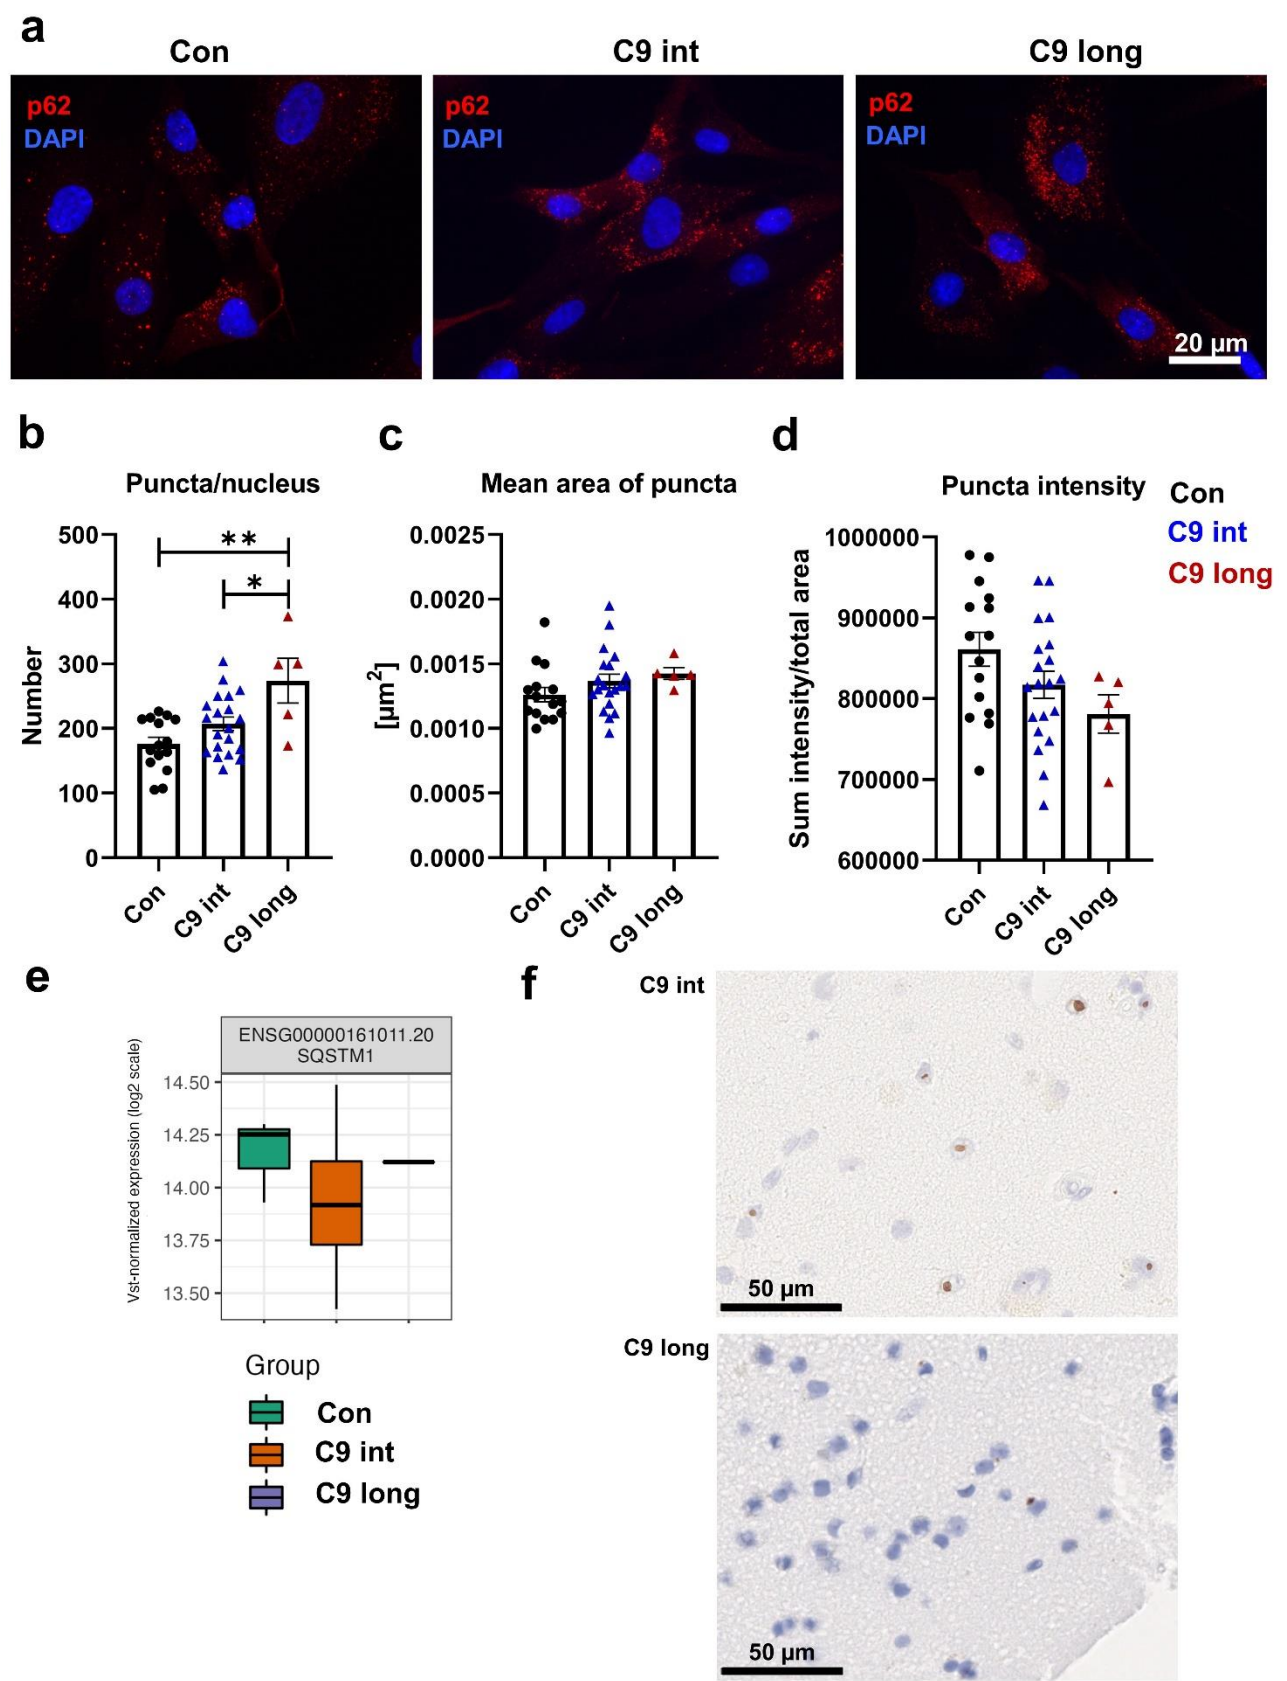 a
Con
C9 int
C9 long
p62
DAPI
p62
DAPI
p62
DAPI
20 µm
b
c
d
Puncta/nucleus
Mean area of puncta
Puncta intensity
Con
C9 int
C9 long
Number
500
400
300
200
100
0
**
*
Con
C9 int
C9 long
[µm²]
0.0025
0.0020
0.0015
0.0010
0.0005
0.0000
Con
C9 int
C9 long
Sum intensity/total area
1000000
900000
800000
700000
600000
Con
C9 int
C9 long
e
ENSG00000161011.20
SQSTM1
Vst-normalized expression (log2 scale)
14.50
14.25
14.00
13.75
13.50
Group
Con
C9 int
C9 long
f
C9 int
50 µm
C9 long
50 µm